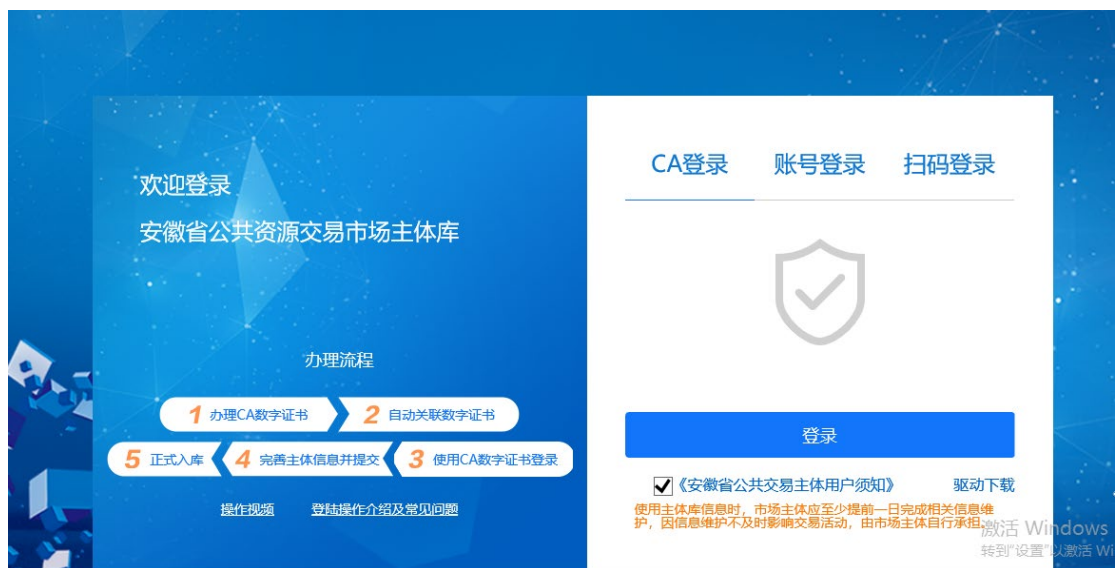 欢迎登录
安徽省公共资源交易市场主体库
办理流程
1 办理CA数字证书 2 自动关联数字证书
5 正式入库 4 完善主体信息并提交 3 使用CA数字证书登录
操作视频 登陆操作介绍及常见问题
CA登录 账号登录 扫码登录
登录
《安徽省公共交易主体用户须知》 驱动下载
使用主体库信息时，市场主体应至少提前一日完成相关信息维
护，因信息维护不及时影响交易活动，由市场主体自行承担。
激活 Windows
转到"设置"以激活 Wi